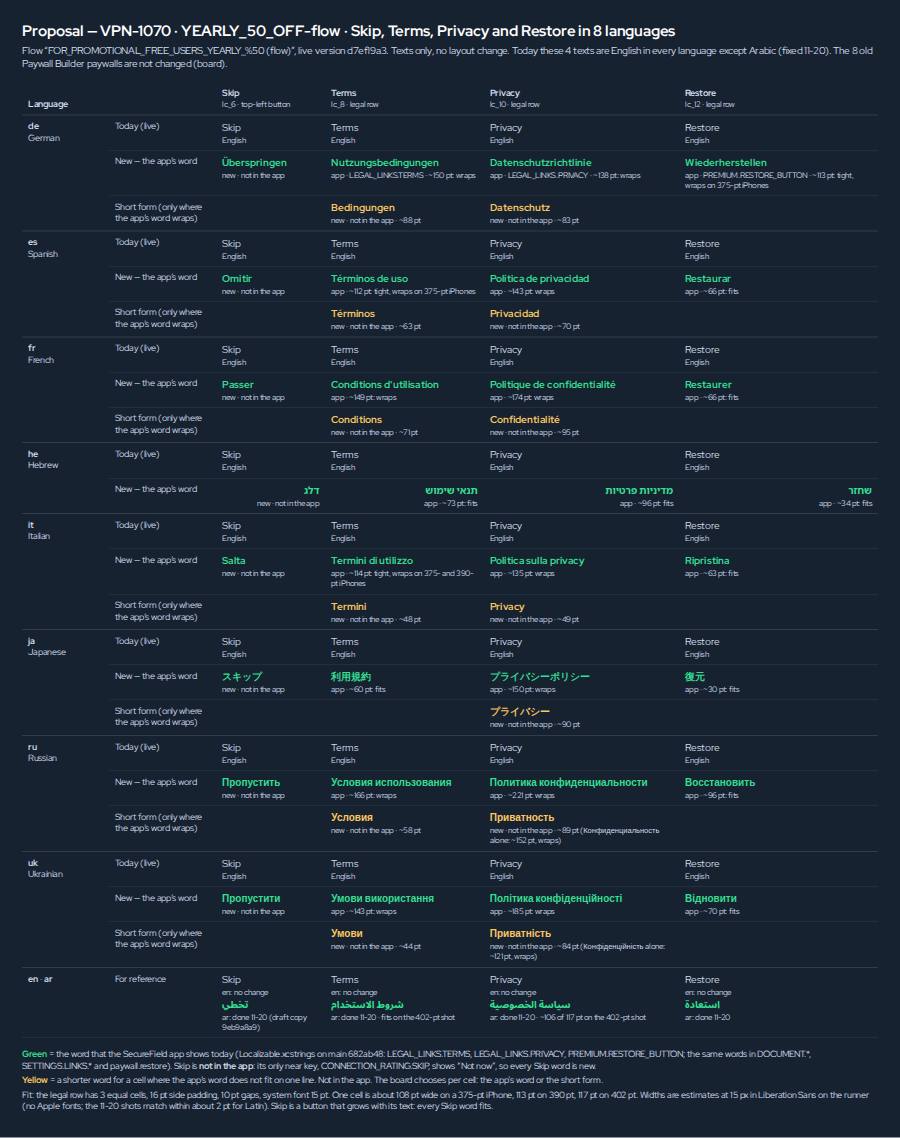 Proposal — VPN-1070 · YEARLY_50_OFF-flow · Skip, Terms, Privacy and Restore in 8 languages
Flow "FOR_PROMOTIONAL_FREE_USERS_YEARLY_%50 (flow)", live version d7ef19a3. Texts only, no layout change. Today these 4 texts are English in every language except Arabic (fixed 11-20). The 8 old
Paywall Builder paywalls are not changed (board).
Language
Skip
lc_6 · top-left button
Terms
lc_8 · legal row
Privacy
lc_10 · legal row
Restore
lc_12 · legal row
de
German
Today (live)
Skip
English
Terms
English
Privacy
English
Restore
English
New — the app's word
Überspringen
new · not in the app
Nutzungsbedingungen
app · LEGAL_LINKS.TERMS · ~150 pt: wraps
Datenschutzrichtlinie
app · LEGAL_LINKS.PRIVACY · ~138 pt: wraps
Wiederherstellen
app · PREMIUM.RESTORE_BUTTON · ~113 pt: tight,
wraps on 375-pt iPhones
Short form (only where
the app's word wraps)
Bedingungen
new · not in the app · ~88 pt
Datenschutz
new · not in the app · ~83 pt
es
Spanish
Today (live)
Skip
English
Terms
English
Privacy
English
Restore
English
New — the app's word
Omitir
new · not in the app
Términos de uso
app · ~112 pt: tight, wraps on 375-pt iPhones
Política de privacidad
app · ~143 pt: wraps
Restaurar
app · ~66 pt: fits
Short form (only where
the app's word wraps)
Términos
new · not in the app · ~63 pt
Privacidad
new · not in the app · ~70 pt
fr
French
Today (live)
Skip
English
Terms
English
Privacy
English
Restore
English
New — the app's word
Passer
new · not in the app
Conditions d'utilisation
app · ~149 pt: wraps
Politique de confidentialité
app · ~174 pt: wraps
Restaurer
app · ~66 pt: fits
Short form (only where
the app's word wraps)
Conditions
new · not in the app · ~71 pt
Confidentialité
new · not in the app · ~95 pt
he
Hebrew
Today (live)
Skip
English
Terms
English
Privacy
English
Restore
English
New — the app's word
דלג
new · not in the app
תנאי שימוש
app · ~73 pt: fits
מדיניות פרטיות
app · ~96 pt: fits
שחזר
app · ~34 pt: fits
it
Italian
Today (live)
Skip
English
Terms
English
Privacy
English
Restore
English
New — the app's word
Salta
new · not in the app
Termini di utilizzo
app · ~114 pt: tight, wraps on 375- and 390-
pt iPhones
Politica sulla privacy
app · ~135 pt: wraps
Ripristina
app · ~63 pt: fits
Short form (only where
the app's word wraps)
Termini
new · not in the app · ~48 pt
Privacy
new · not in the app · ~49 pt
ja
Japanese
Today (live)
Skip
English
Terms
English
Privacy
English
Restore
English
New — the app's word
スキップ
new · not in the app
利用規約
app · ~60 pt: fits
プライバシーポリシー
app · ~150 pt: wraps
復元
app · ~30 pt: fits
Short form (only where
the app's word wraps)
プライバシー
new · not in the app · ~90 pt
ru
Russian
Today (live)
Skip
English
Terms
English
Privacy
English
Restore
English
New — the app's word
Пропустить
new · not in the app
Условия использования
app · ~166 pt: wraps
Политика конфиденциальности
app · ~221 pt: wraps
Восстановить
app · ~96 pt: fits
Short form (only where
the app's word wraps)
Условия
new · not in the app · ~58 pt
Приватность
new · not in the app · ~89 pt (Конфиденциальность
alone: ~152 pt, wraps)
uk
Ukrainian
Today (live)
Skip
English
Terms
English
Privacy
English
Restore
English
New — the app's word
Пропустити
new · not in the app
Умови використання
app · ~143 pt: wraps
Політика конфіденційності
app · ~185 pt: wraps
Відновити
app · ~70 pt: fits
Short form (only where
the app's word wraps)
Умови
new · not in the app · ~44 pt
Приватність
new · not in the app · ~84 pt (Конфіденційність alone:
~121 pt, wraps)
en · ar
For reference
Skip
en: no change
تخطي
ar: done 11-20 (draft copy
9eb9a8a9)
Terms
en: no change
شروط الاستخدام
ar: done 11-20 · fits on the 402-pt shot
Privacy
en: no change
سياسة الخصوصية
ar: done 11-20 · ~106 of 117 pt on the 402-pt shot
Restore
en: no change
استعادة
ar: done 11-20
Green = the word that the SecureField app shows today (Localizable.xcstrings on main 682ab48: LEGAL_LINKS.TERMS, LEGAL_LINKS.PRIVACY, PREMIUM.RESTORE_BUTTON; the same words in DOCUMENT.*,
SETTINGS.LINKS.* and paywall.restore). Skip is not in the app: its only near key, CONNECTION_RATING.SKIP, shows "Not now", so every Skip word is new.
Yellow = a shorter word for a cell where the app's word does not fit on one line. Not in the app. The board chooses per cell: the app's word or the short form.
Fit: the legal row has 3 equal cells, 16 pt side padding, 10 pt gaps, system font 15 pt. One cell is about 108 pt wide on a 375-pt iPhone, 113 pt on 390 pt, 117 pt on 402 pt. Widths are estimates at 15 px in Liberation Sans on the runner
(no Apple fonts; the 11-20 shots match within about 2 pt for Latin). Skip is a button that grows with its text: every Skip word fits.